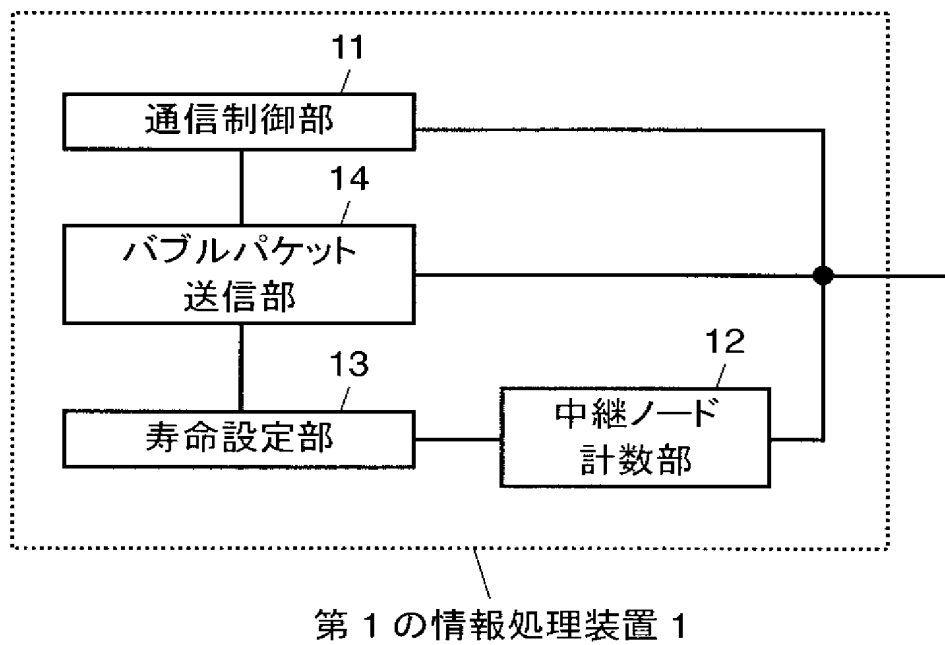 11
通信制御部
14
バブルパケット
送信部
13
寿命設定部
12
中継ノード
計数部
第1の情報処理装置1